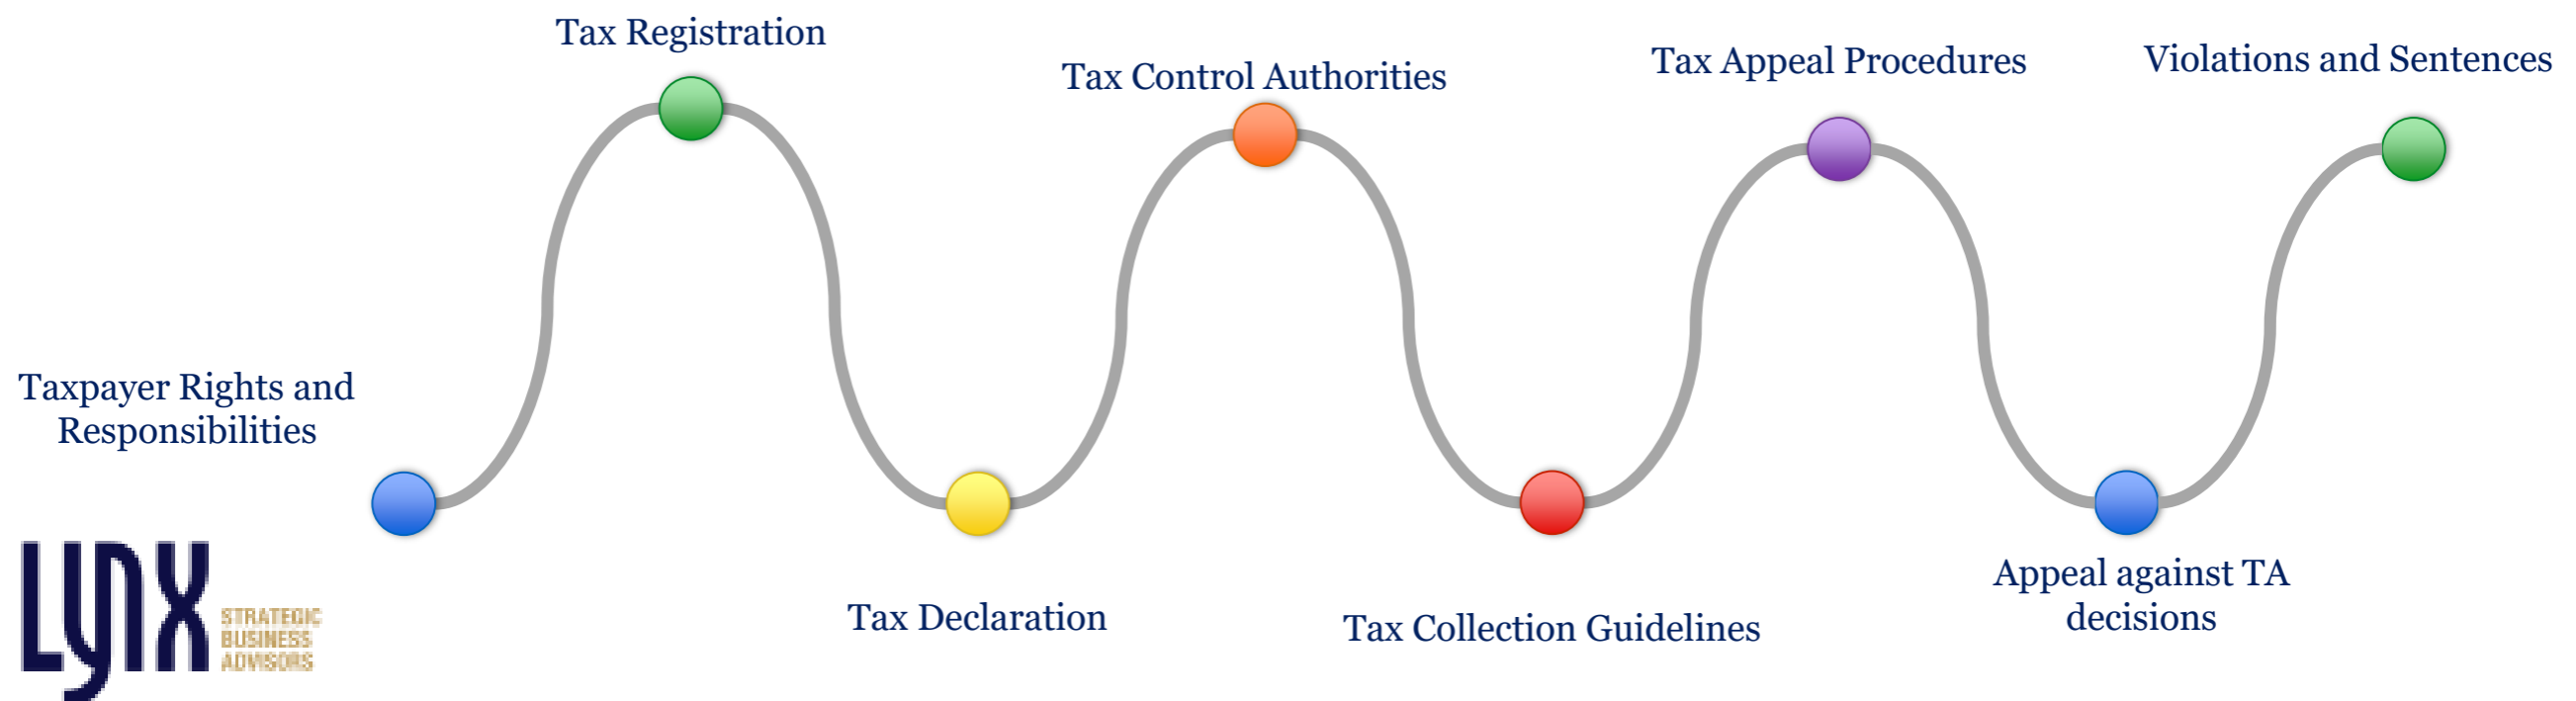 Tax Registration
Tax Control Authorities
Tax Appeal Procedures
Violations and Sentences
Taxpayer Rights and
Responsibilities
Tax Declaration
Tax Collection Guidelines
Appeal against TA
decisions
Lynx
STRATEGIC
BUSINESS
ADVISORS